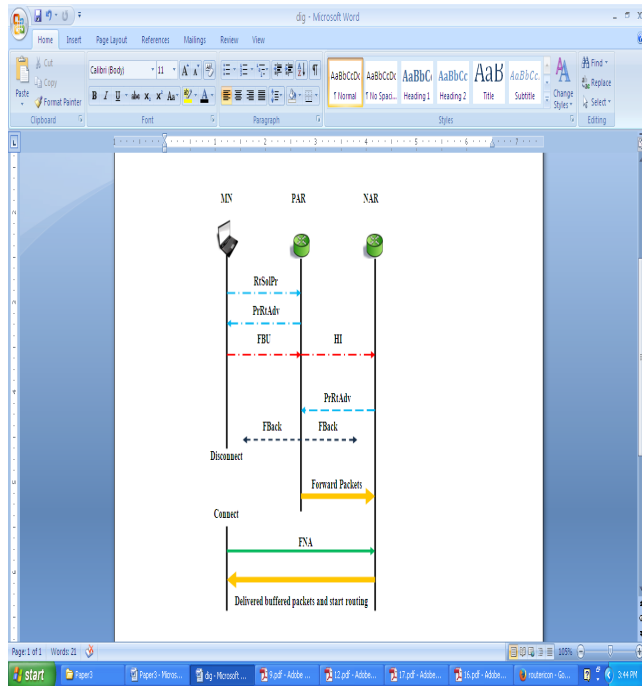 dig - Microsoft Word
Home Insert Page Layout References Mailings Review View
Cut
Copy
Format Painter
Paste
Clipboard
Calibri (Body) 11
Font
Paragraph
AaBbCcDc AaBbCcDc AaBbC AaBbCc AaB AaBbCc.
¶ Normal ¶ No Spaci... Heading 1 Heading 2 Title Subtitle
Change Styles
Styles
Find
Replace
Select
Editing
MN PAR NAR
RtSolPr
PrRtAdv
FBU HI
PrRtAdv
FBack FBack
Disconnect
Forward Packets
Connect
FNA
Delivered buffered packets and start routing
Page: 1 of 1 Words: 21 105%
start Paper3 Paper3 - Micros... dig - Microsoft ... 9.pdf - Adobe ... 12.pdf - Adobe... 17.pdf - Adobe... 16.pdf - Adobe... routericon - Go... 3:44 PM